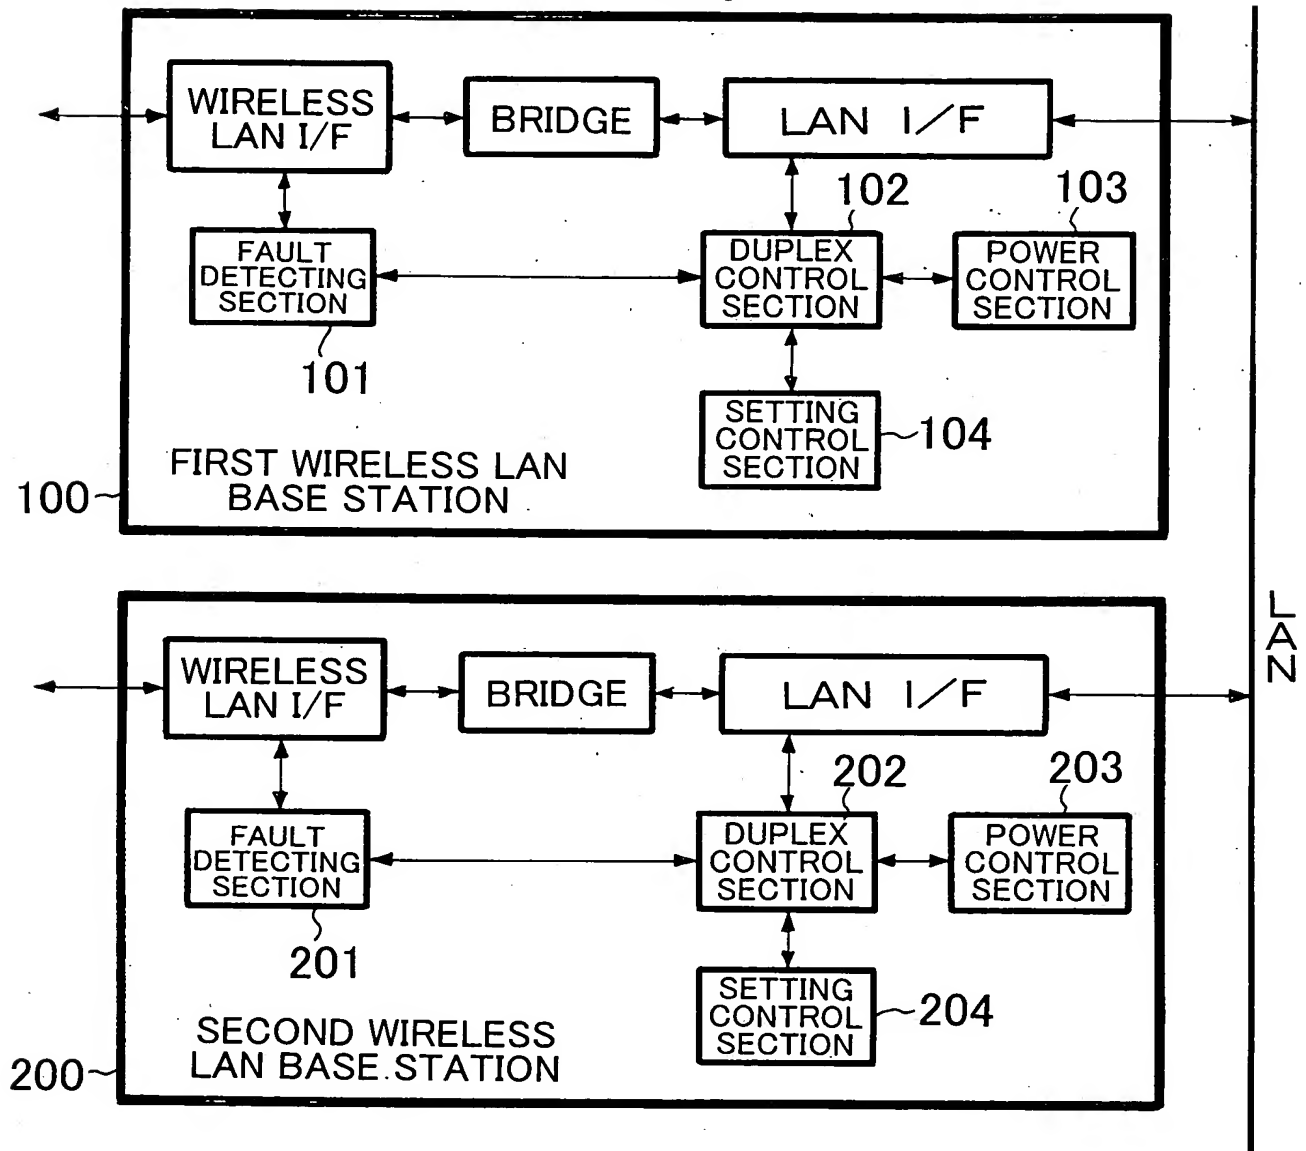 WIRELESS
LAN I/F
BRIDGE
LAN I/F
102
103
FAULT
DETECTING
SECTION
DUPLEX
CONTROL
SECTION
POWER
CONTROL
SECTION
101
SETTING
CONTROL
SECTION
104
FIRST WIRELESS LAN
BASE STATION
100
LAN
WIRELESS
LAN I/F
BRIDGE
LAN I/F
202
203
FAULT
DETECTING
SECTION
DUPLEX
CONTROL
SECTION
POWER
CONTROL
SECTION
201
SETTING
CONTROL
SECTION
204
SECOND WIRELESS
LAN BASE STATION
200